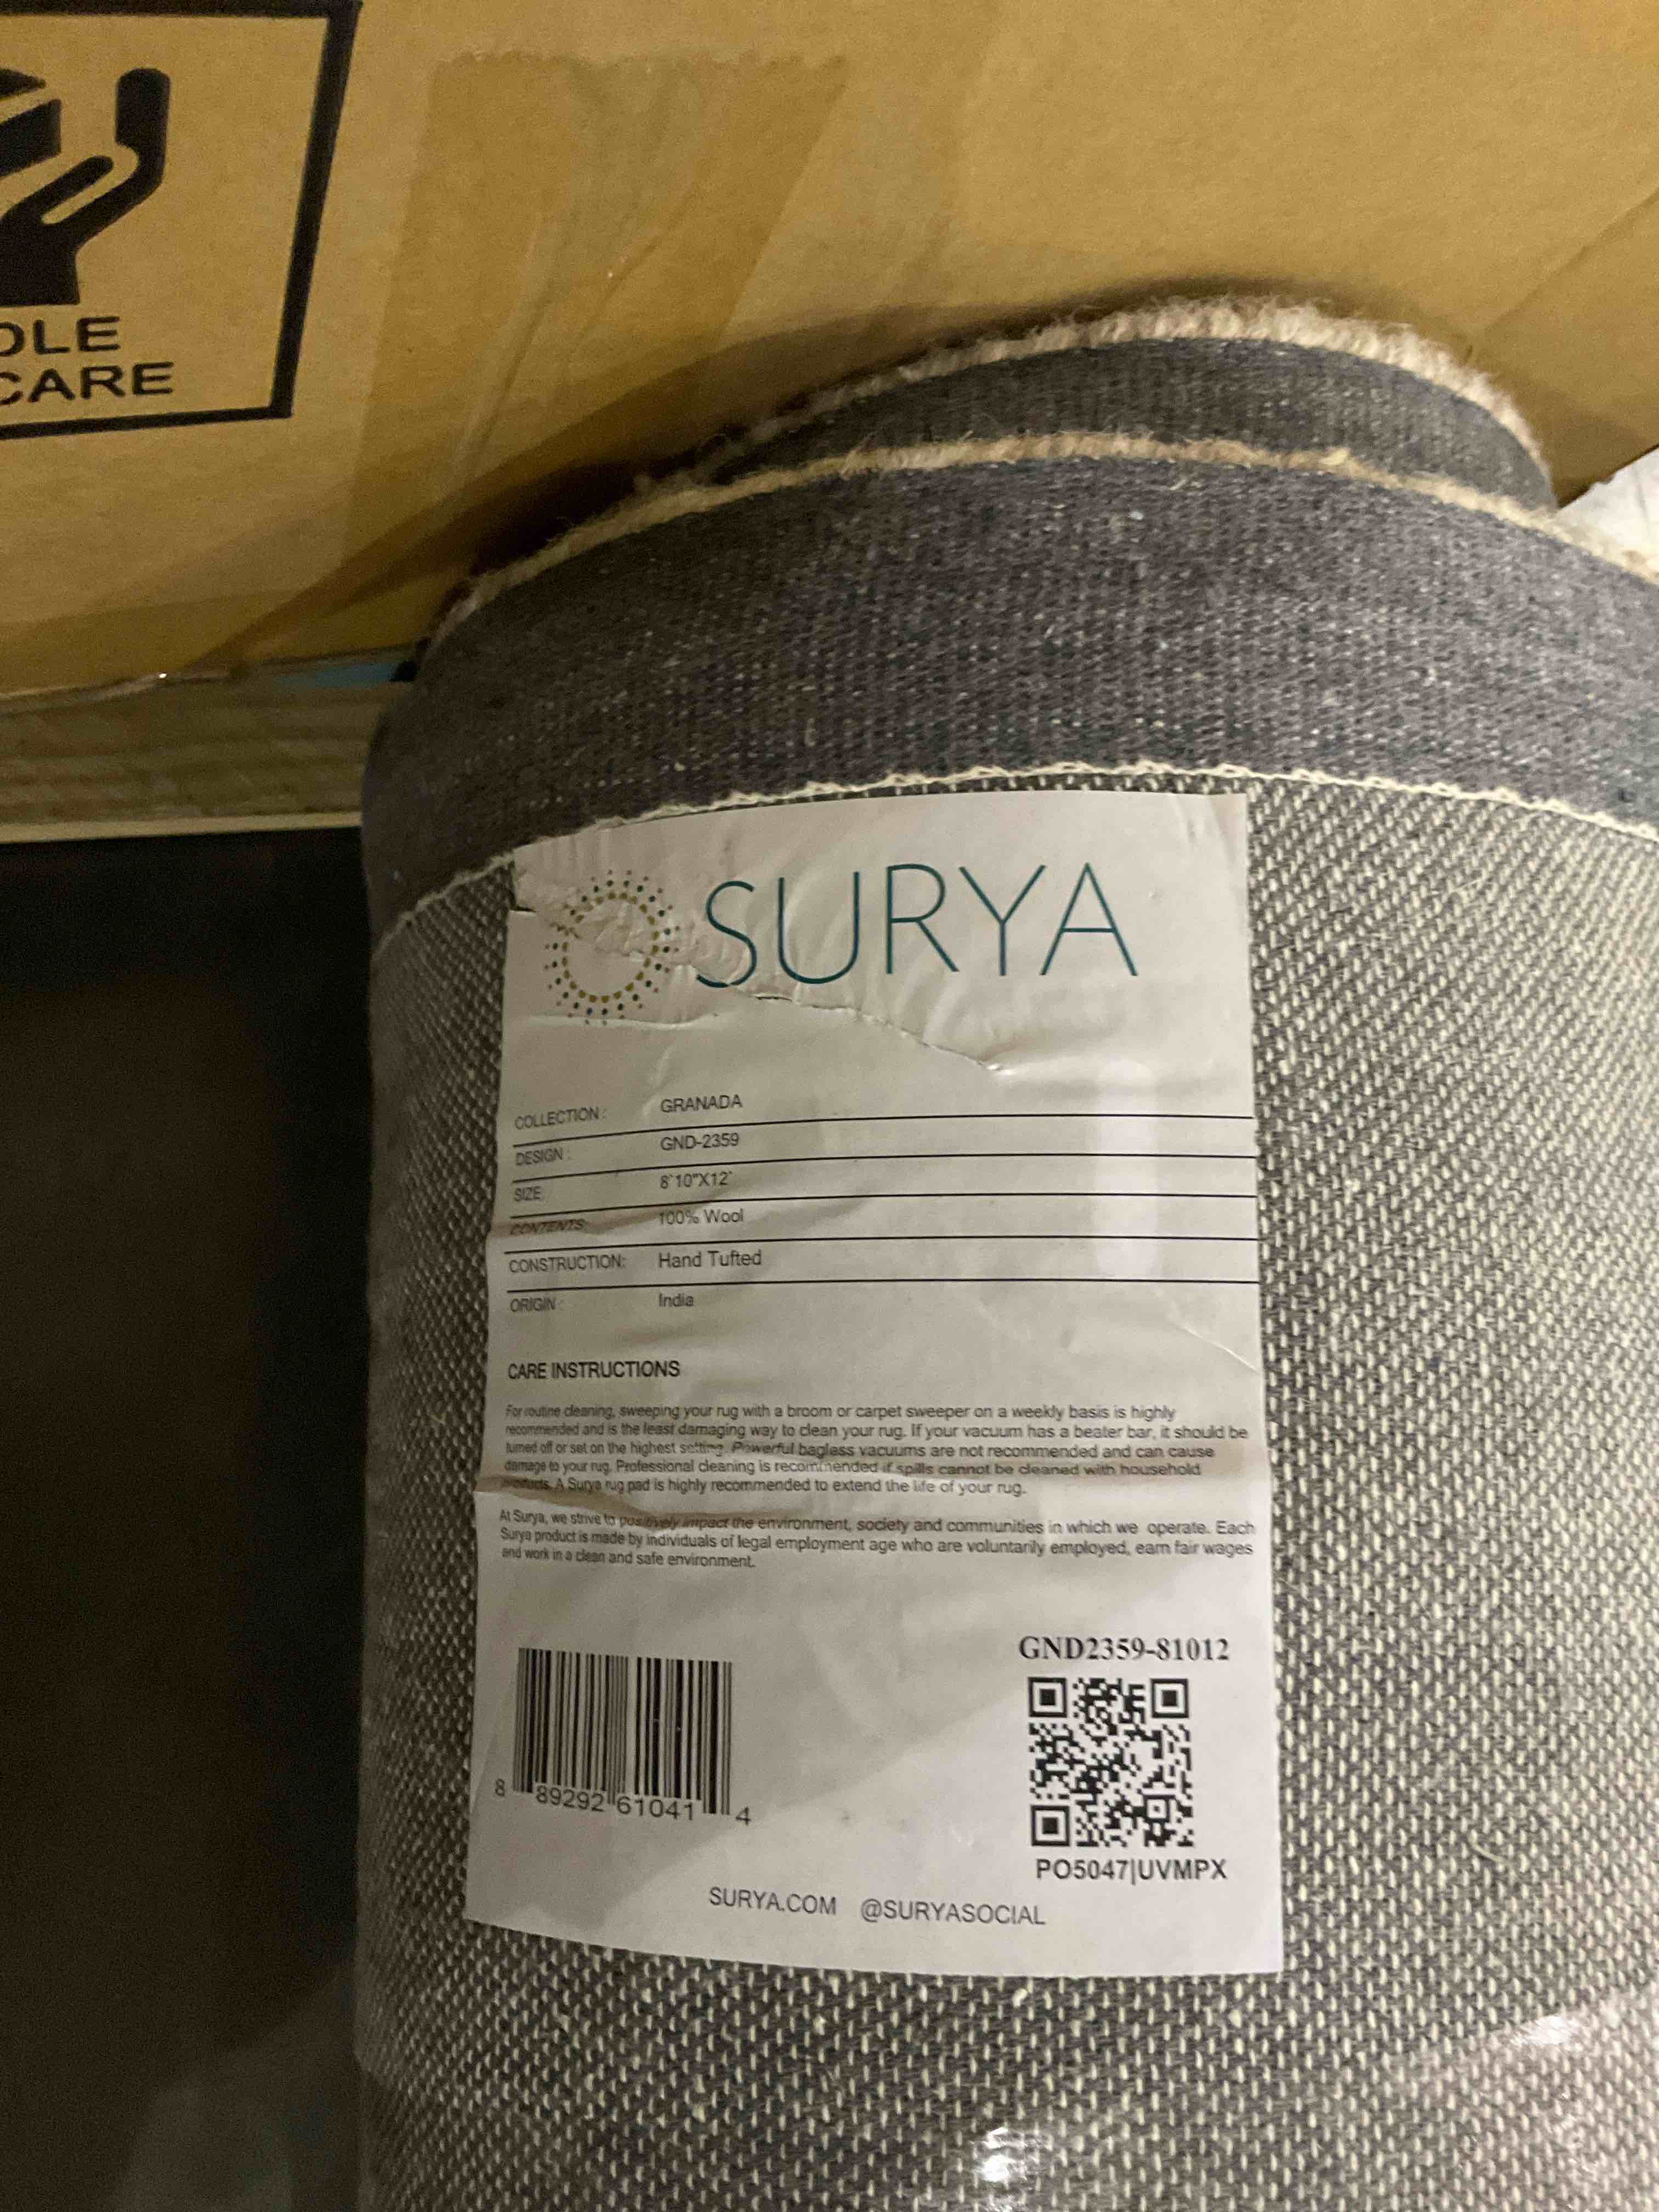 DLE
CARE
SURYA
COLLECTION: GRANADA
DESIGN: GND-2359
SIZE: 8'10"X12'
CONTENTS: 100% Wool
CONSTRUCTION: Hand Tufted
ORIGIN: India
CARE INSTRUCTIONS
For routine cleaning, sweeping your rug with a broom or carpet sweeper on a weekly basis is highly
recommended and is the least damaging way to clean your rug. If your vacuum has a beater bar, it should be
turned off or set on the highest setting. Powerful bagless vacuums are not recommended and can cause
damage to your rug. Professional cleaning is recommended if spills cannot be cleaned with household
products. A Surya rug pad is highly recommended to extend the life of your rug.
At Surya, we strive to positively impact the environment, society and communities in which we operate. Each
Surya product is made by individuals of legal employment age who are voluntarily employed, earn fair wages
and work in a clean and safe environment.
GND2359-81012
8 89292 61041 4
PO5047|UVMPX
SURYA.COM @SURYASOCIAL